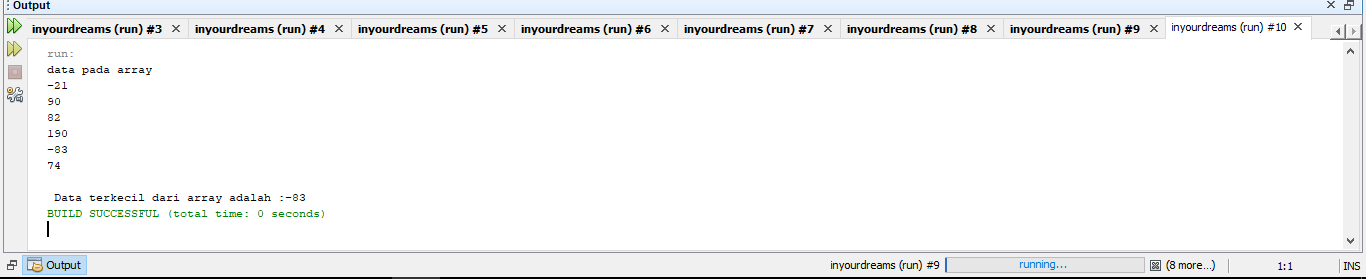 Output
inyourdreams (run) #3 inyourdreams (run) #4 inyourdreams (run) #5 inyourdreams (run) #6 inyourdreams (run) #7 inyourdreams (run) #8 inyourdreams (run) #9 inyourdreams (run) #10
run:
data pada array
-21
90
82
190
-83
74
Data terkecil dari array adalah :-83
BUILD SUCCESSFUL (total time: 0 seconds)
Output inyourdreams (run) #9 running... (8 more...) 1:1 INS